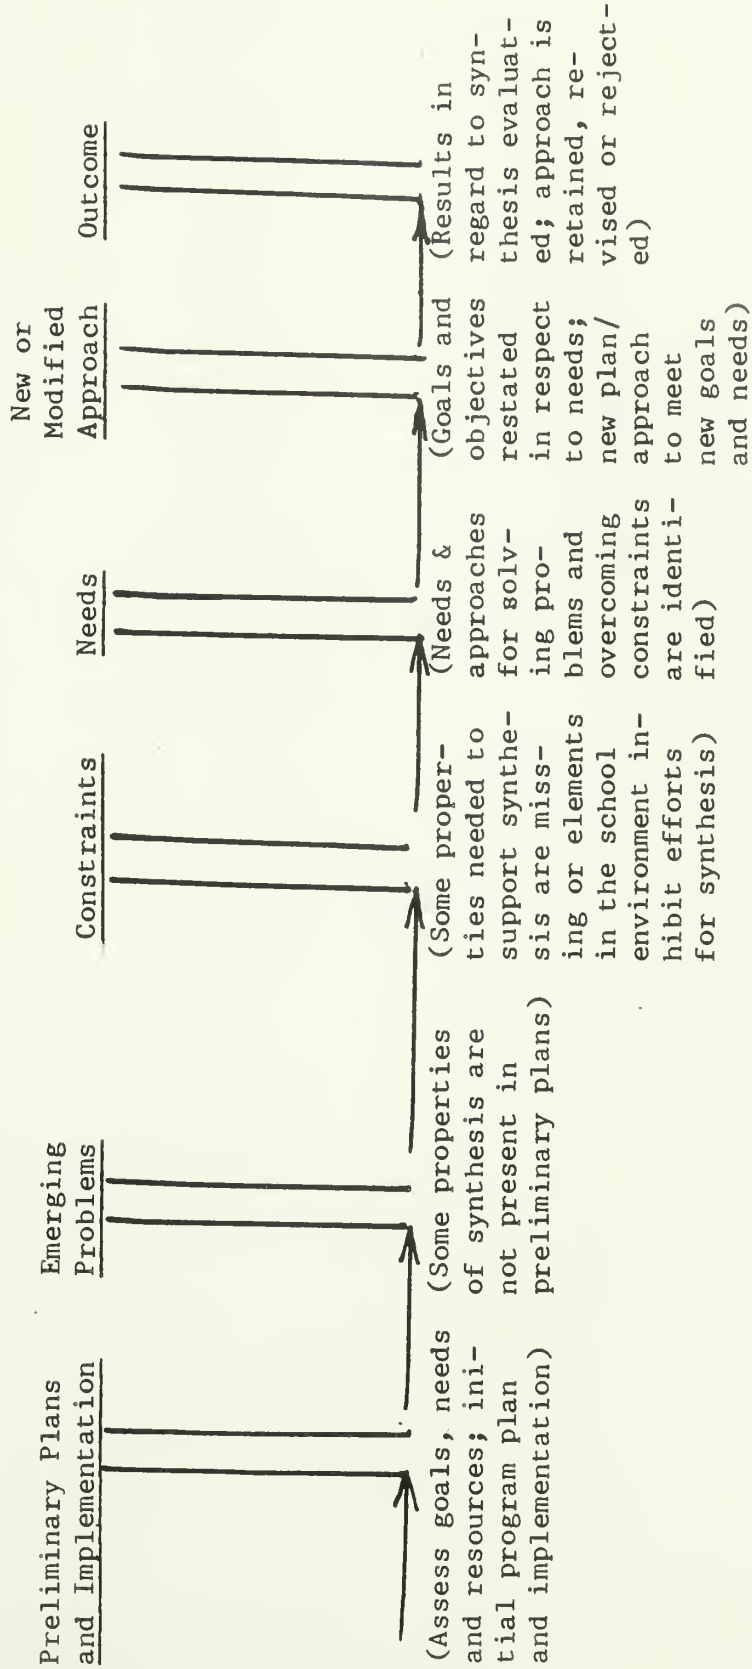 Preliminary Plans
and Implementation
(Assess goals, needs
and resources; ini-
tial program plan
and implementation)
Emerging
Problems
(Some properties
of synthesis are
not present in
preliminary plans)
Constraints
(Some proper-
ties needed to
support synthe-
sis are miss-
ing or elements
in the school
environment in-
hibit efforts
for synthesis)
Needs
(Needs &
approaches
for solv-
ing pro-
blems and
overcoming
constraints
are identi-
fied)
New or
Modified
Approach
(Goals and
objectives
restated
in respect
to needs;
new plan/
approach
to meet
new goals
and needs)
Outcome
(Results in
regard to syn-
thesis evaluat-
ed; approach is
retained, re-
vised or reject-
ed)